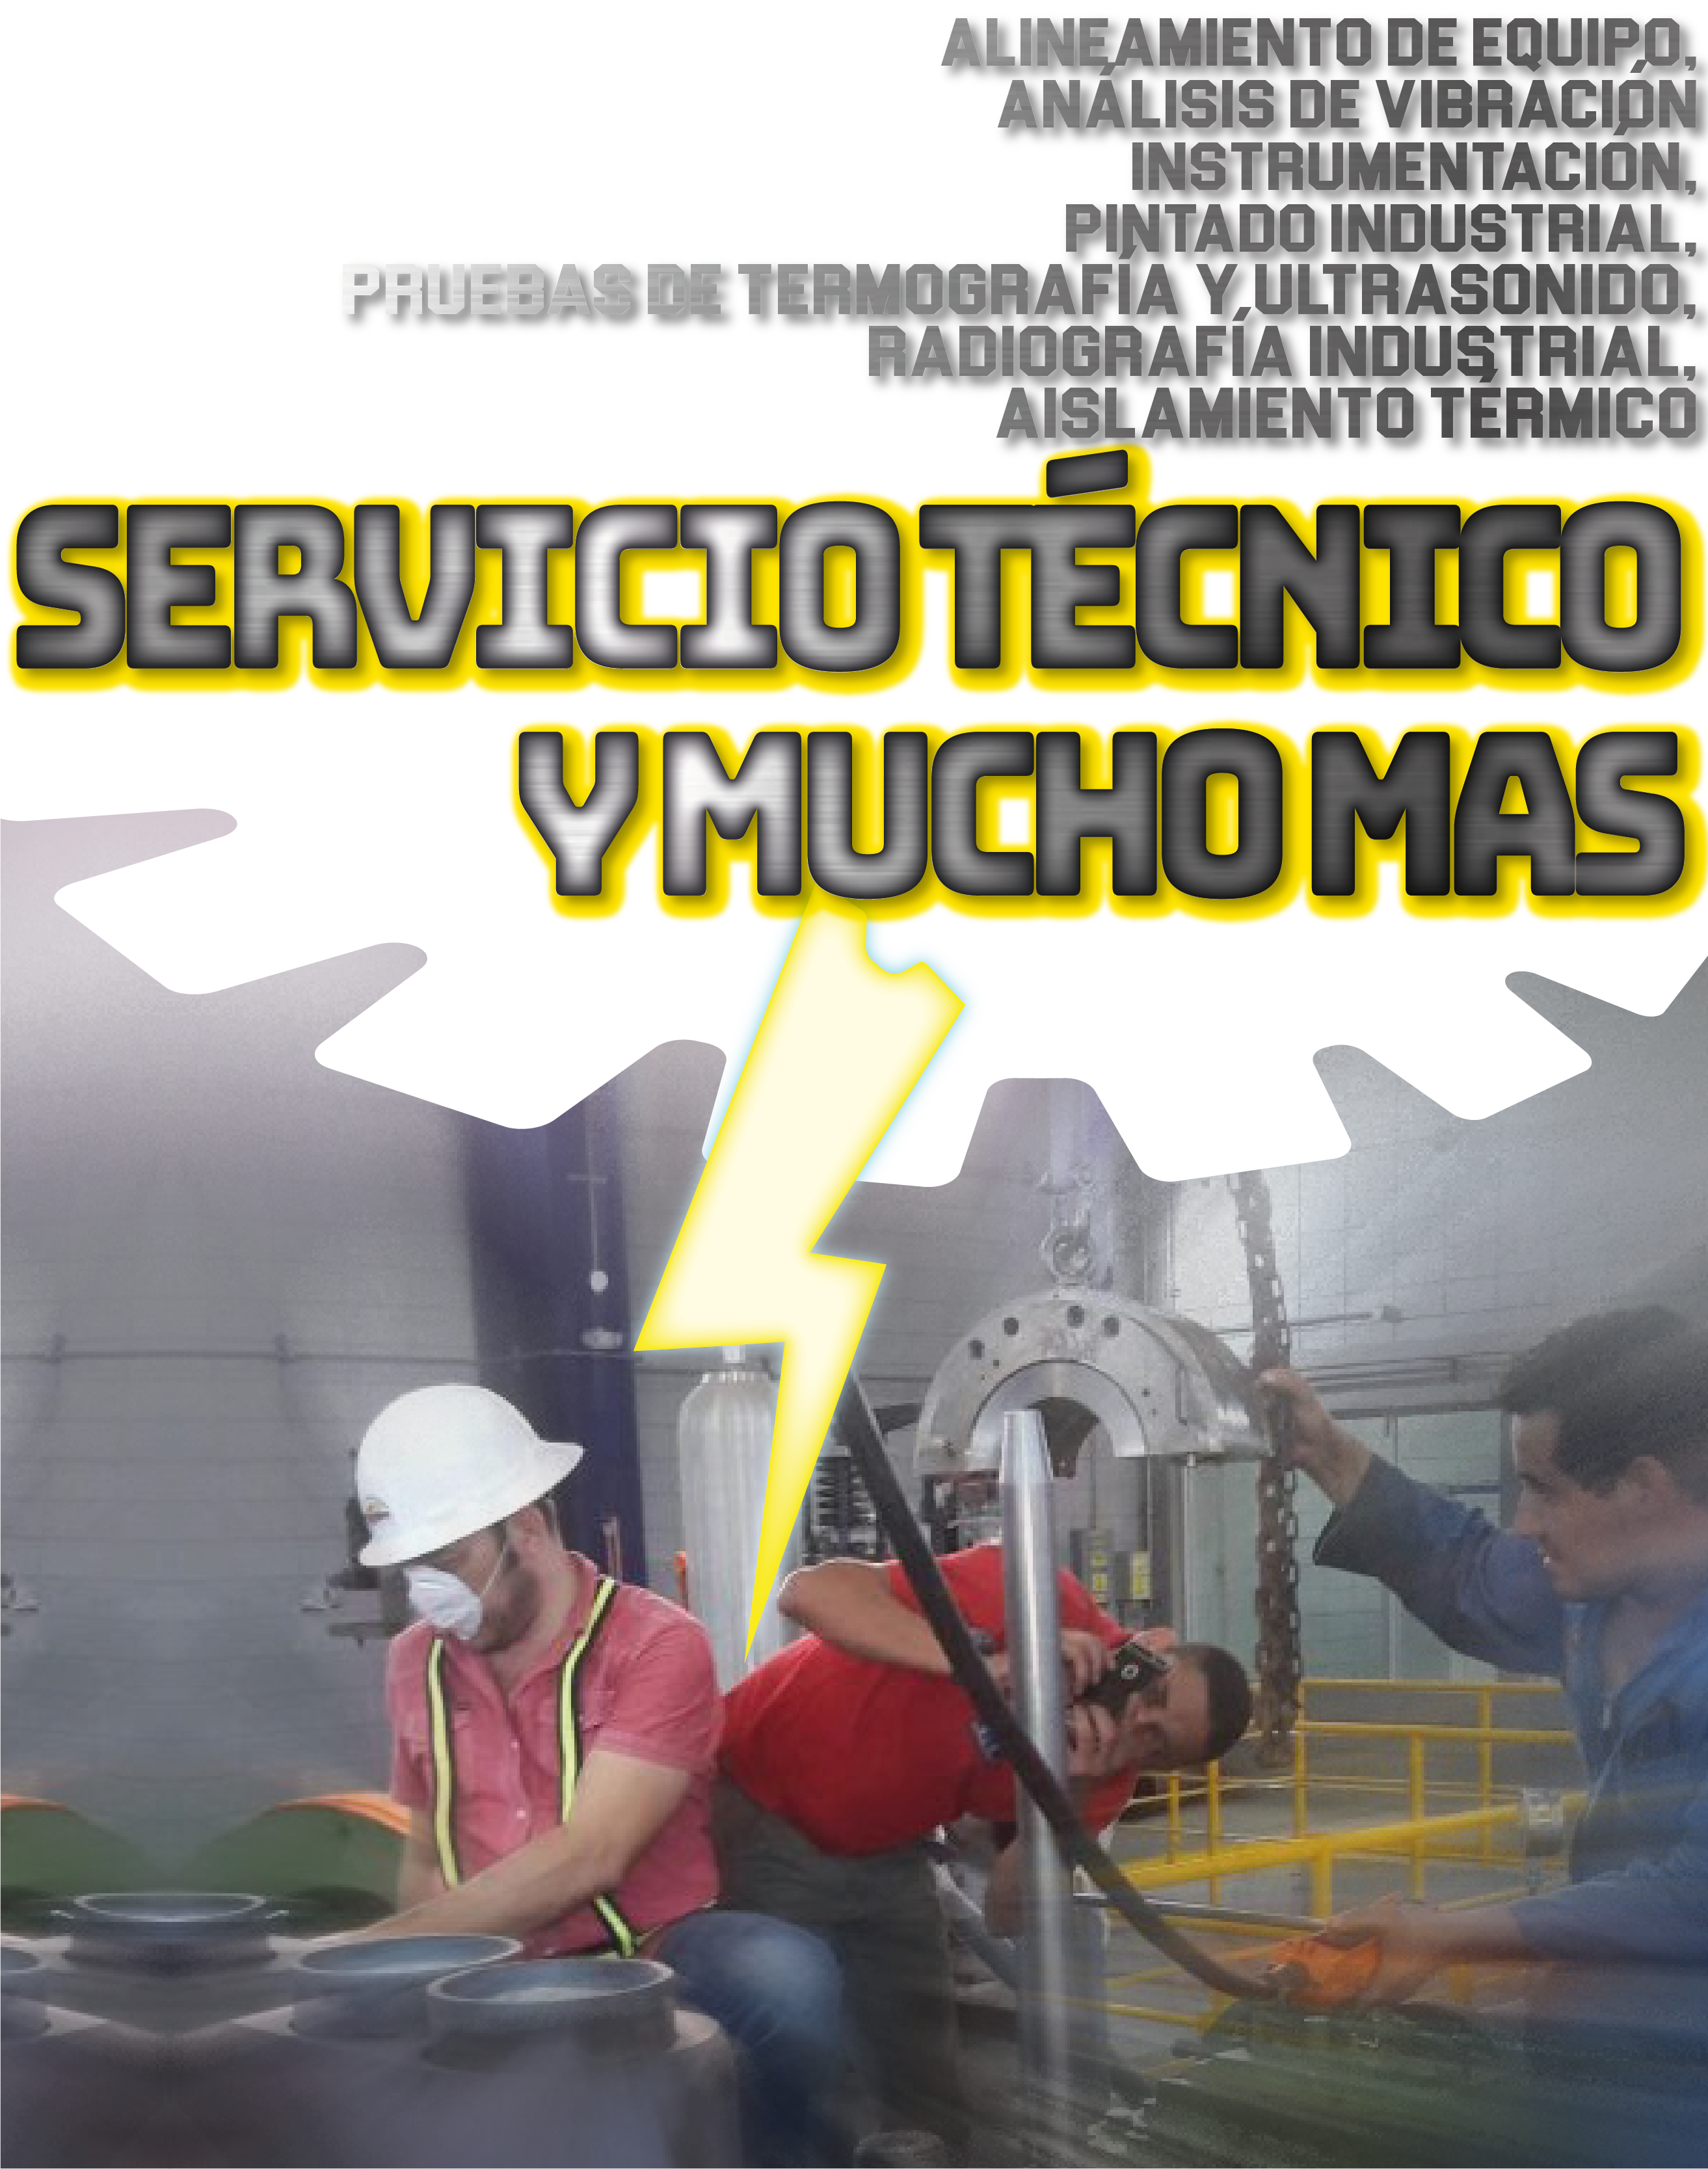 ALINEAMIENTO DE EQUIPO,
ANÁLISIS DE VIBRACIÓN
INSTRUMENTACIÓN,
PINTADO INDUSTRIAL,
PRUEBAS DE TERMOGRAFÍA Y ULTRASONIDO,
RADIOGRAFÍA INDUSTRIAL,
AISLAMIENTO TÉRMICO
SERVICIO TÉCNICO
Y MUCHO MAS